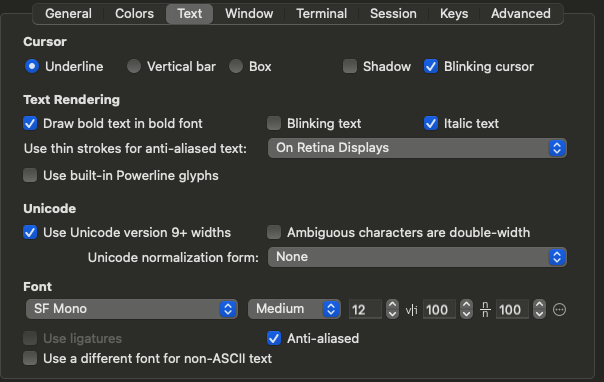 General Colors Text Window Terminal Session Keys Advanced
Cursor
Underline Vertical bar Box Shadow Blinking cursor
Text Rendering
Draw bold text in bold font Blinking text Italic text
Use thin strokes for anti-aliased text: On Retina Displays
Use built-in Powerline glyphs
Unicode
Use Unicode version 9+ widths Ambiguous characters are double-width
Unicode normalization form: None
Font
SF Mono Medium 12 v|i 100 n/n 100
Use ligatures Anti-aliased
Use a different font for non-ASCII text